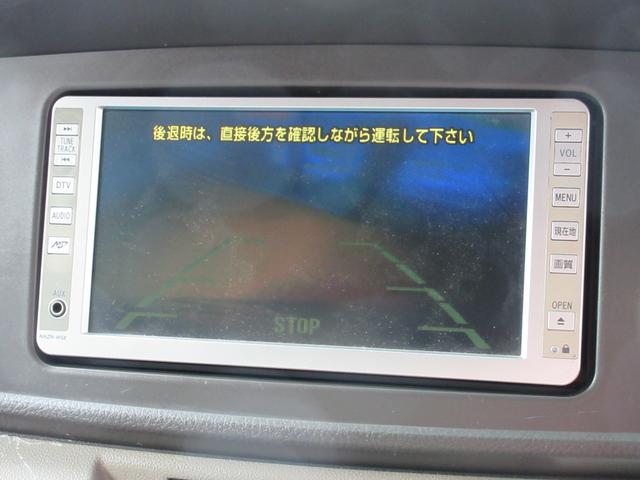 後退時は、直接後方を確認しながら運転して下さい
TUNE
TRACK
DTV
AUDIO
AUX
STOP
+
VOL
−
MENU
現在地
画質
OPEN